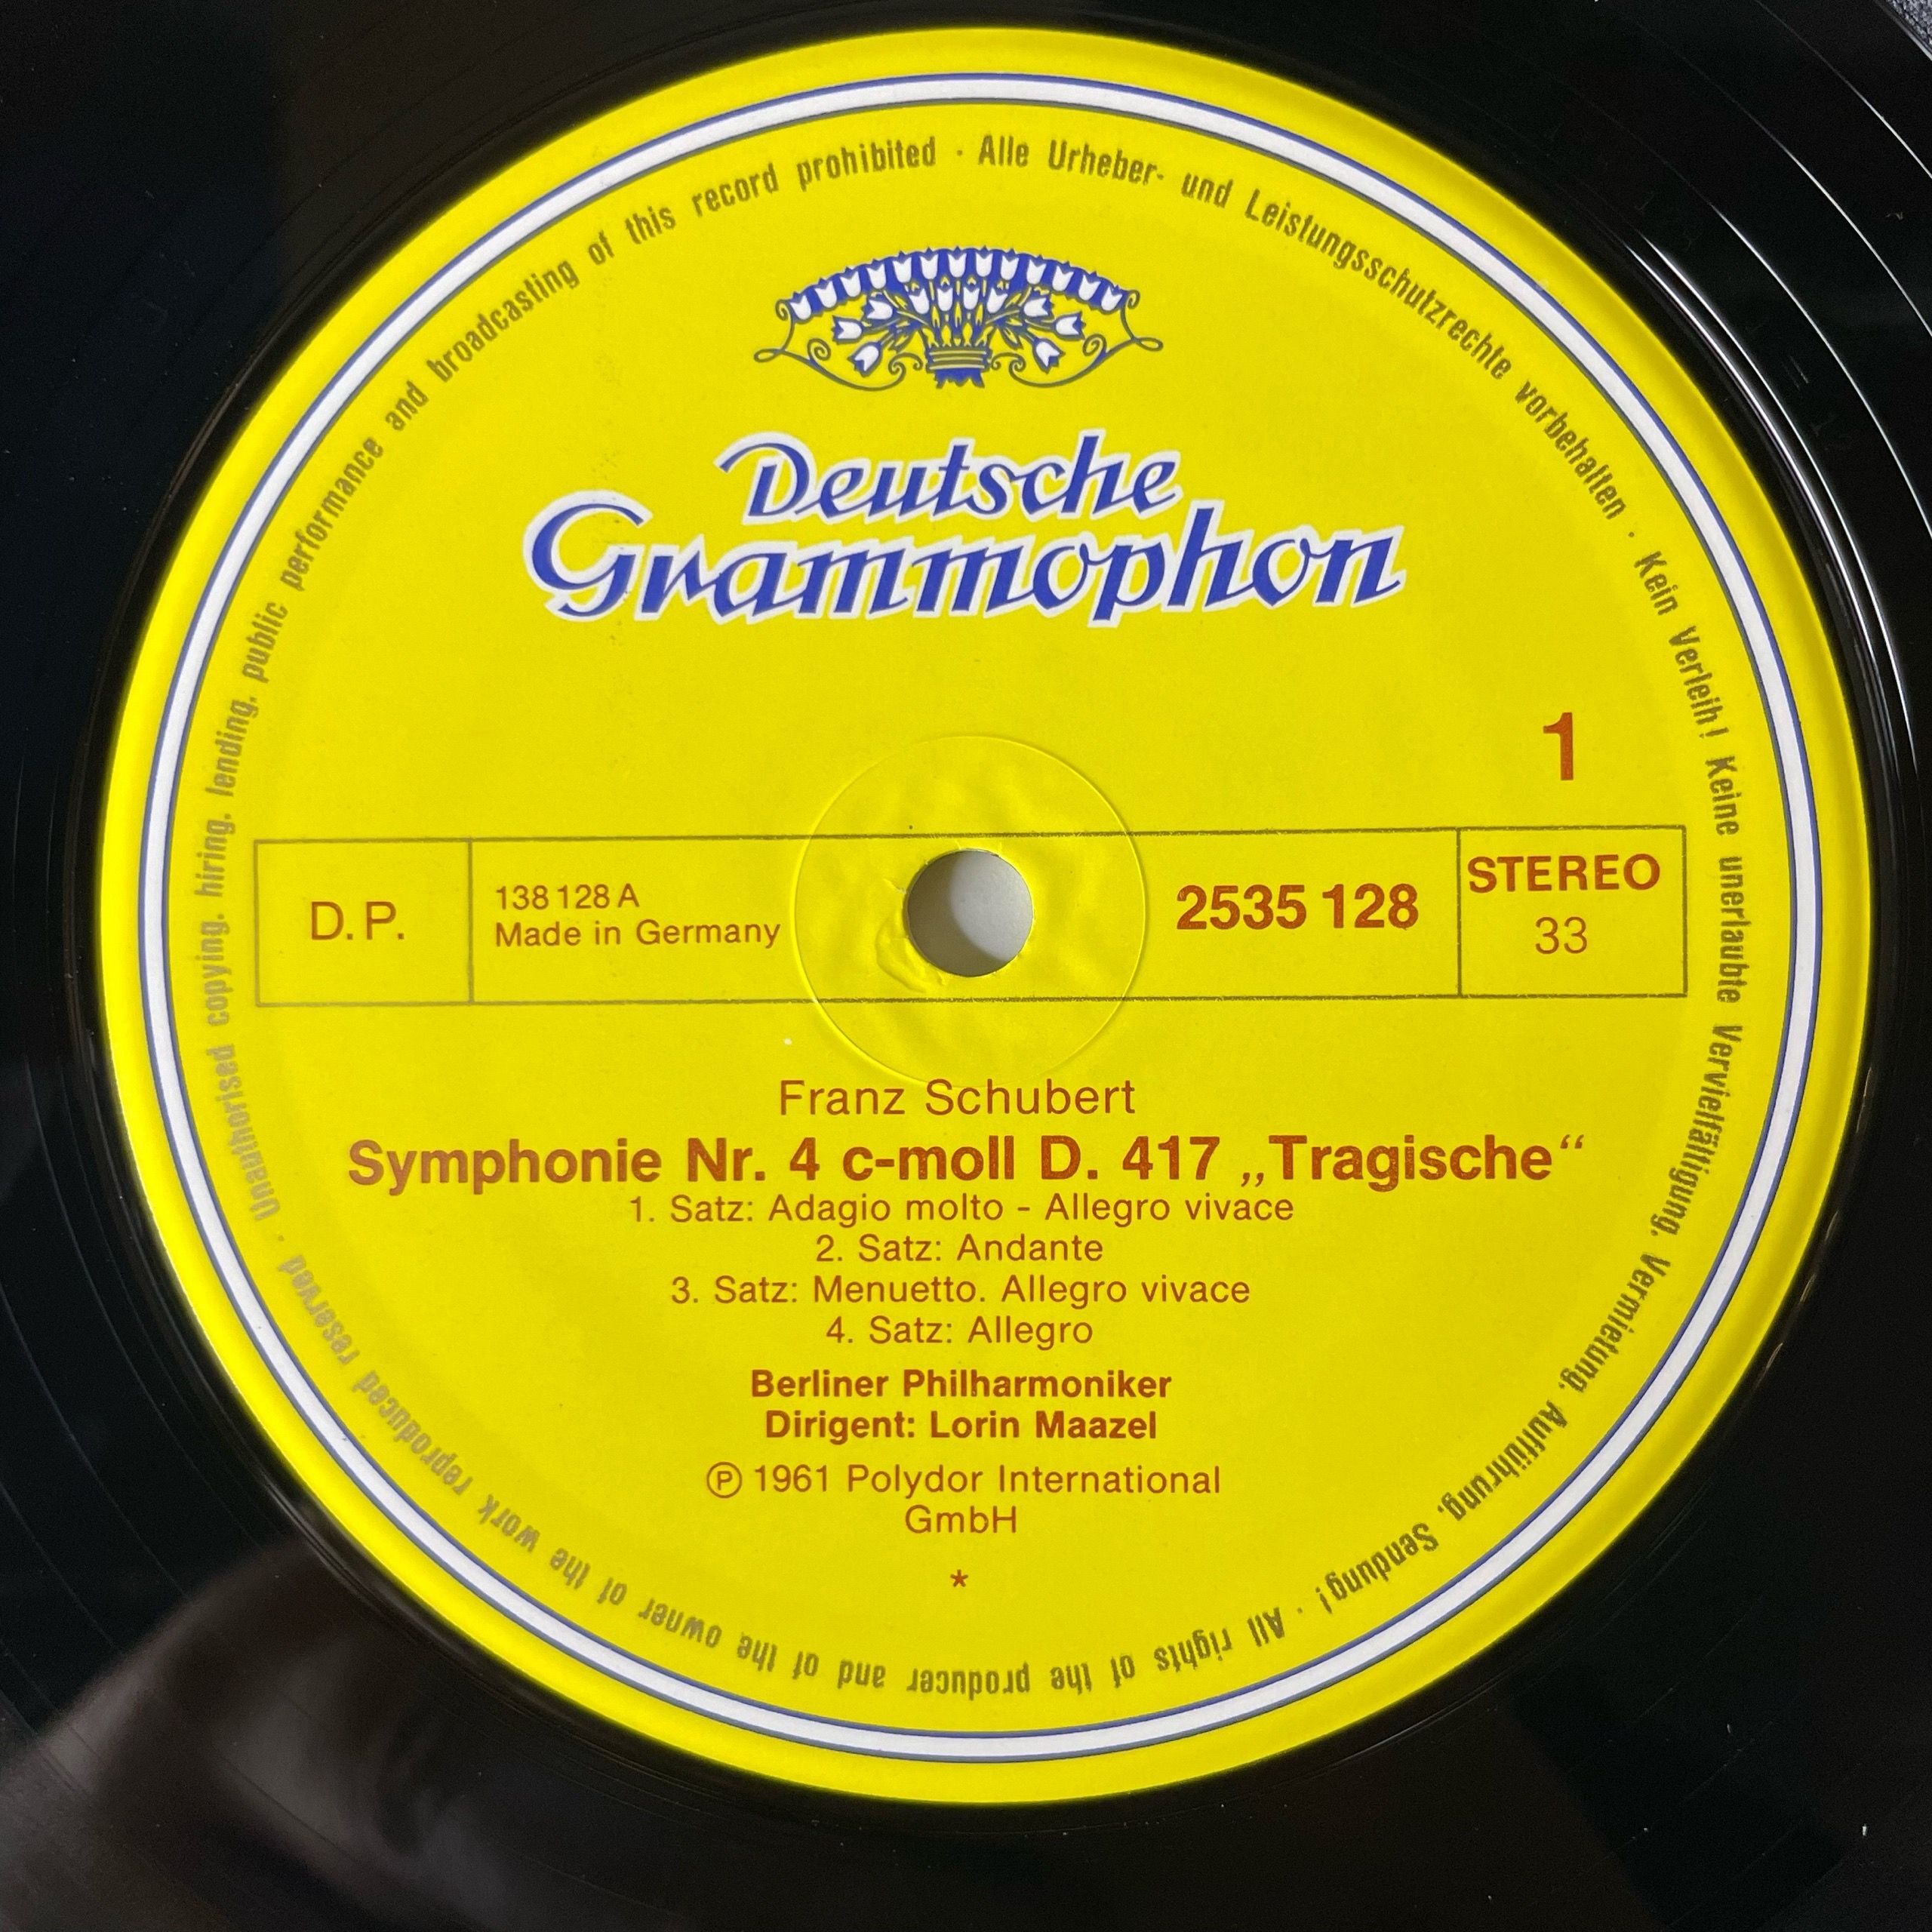 Alle Urheber- und Leistungsschutzrechte vorbehalten · Kein Verleih! Keine unerlaubte Vervielfältigung, Vermietung, Aufführung, Sendung! · All rights of the producer and of the owner of the work reproduced reserved · Unauthorised copying, hiring, lending, public performance and broadcasting of this record prohibited ·
Deutsche
Grammophon
1
D.P.
138 128 A
Made in Germany
2535 128
STEREO
33
Franz Schubert
Symphonie Nr. 4 c-moll D. 417 „Tragische“
1. Satz: Adagio molto - Allegro vivace
2. Satz: Andante
3. Satz: Menuetto. Allegro vivace
4. Satz: Allegro
Berliner Philharmoniker
Dirigent: Lorin Maazel
Ⓟ 1961 Polydor International
GmbH
*